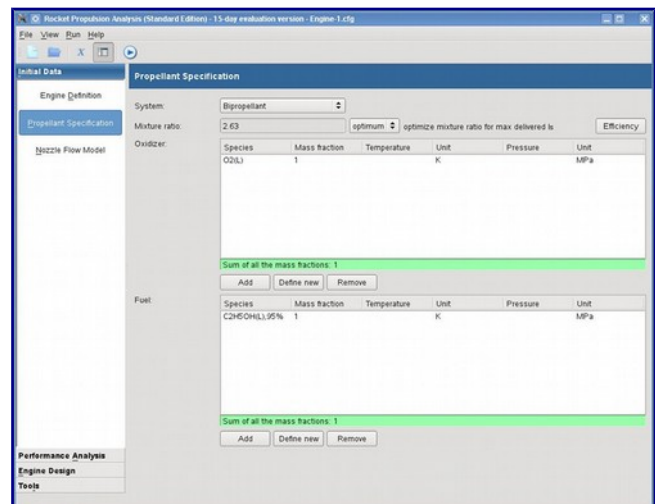 Rocket Propulsion Analysis (Standard Edition) - 15-day evaluation version - Engine-1.cfg
File View Run Help
Initial Data
Engine Definition
Propellant Specification
Nozzle Flow Model
Performance Analysis
Engine Design
Tools
Propellant Specification
System: Bipropellant
Mixture ratio: 2.63 optimum optimize mixture ratio for max delivered Is Efficiency
Oxidizer:
Species Mass fraction Temperature Unit Pressure Unit
O2(L) 1 K MPa
Sum of all the mass fractions: 1
Add Define new Remove
Fuel:
Species Mass fraction Temperature Unit Pressure Unit
C2H5OH(L),95% 1 K MPa
Sum of all the mass fractions: 1
Add Define new Remove